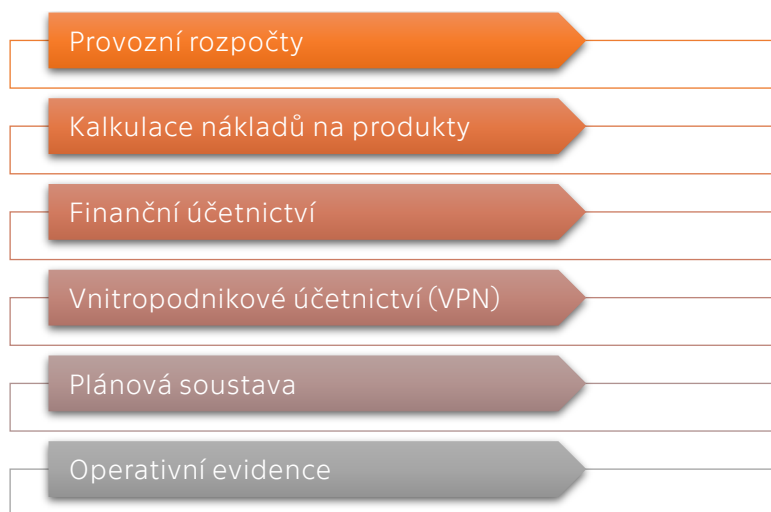 Provozní rozpočty
Kalkulace nákladů na produkty
Finanční účetnictví
Vnitropodnikové účetnictví (VPN)
Plánová soustava
Operativní evidence